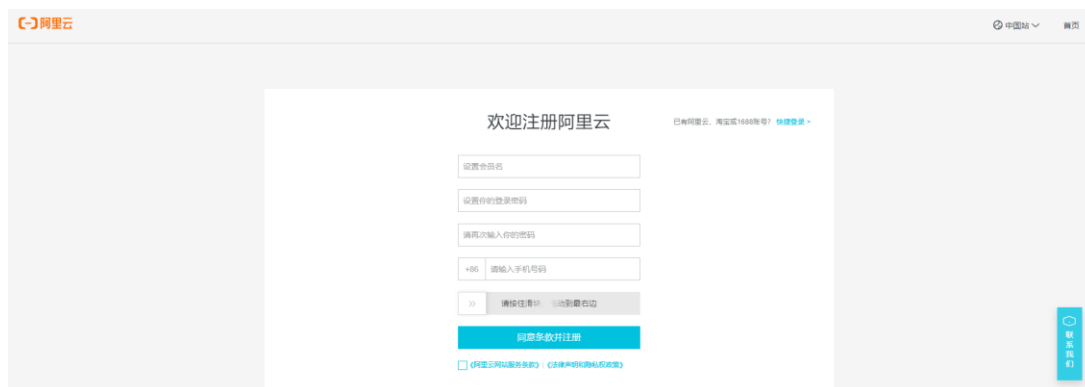 阿里云
中国站
首页
欢迎注册阿里云
已有阿里云、淘宝或1688账号? 快捷登录 >
设置会员名
设置你的登录密码
请再次输入你的密码
+86 请输入手机号码
请按住滑块,拖动到最右边
同意条款并注册
《阿里云网站服务条款》|《法律声明和隐私权政策》
联系我们